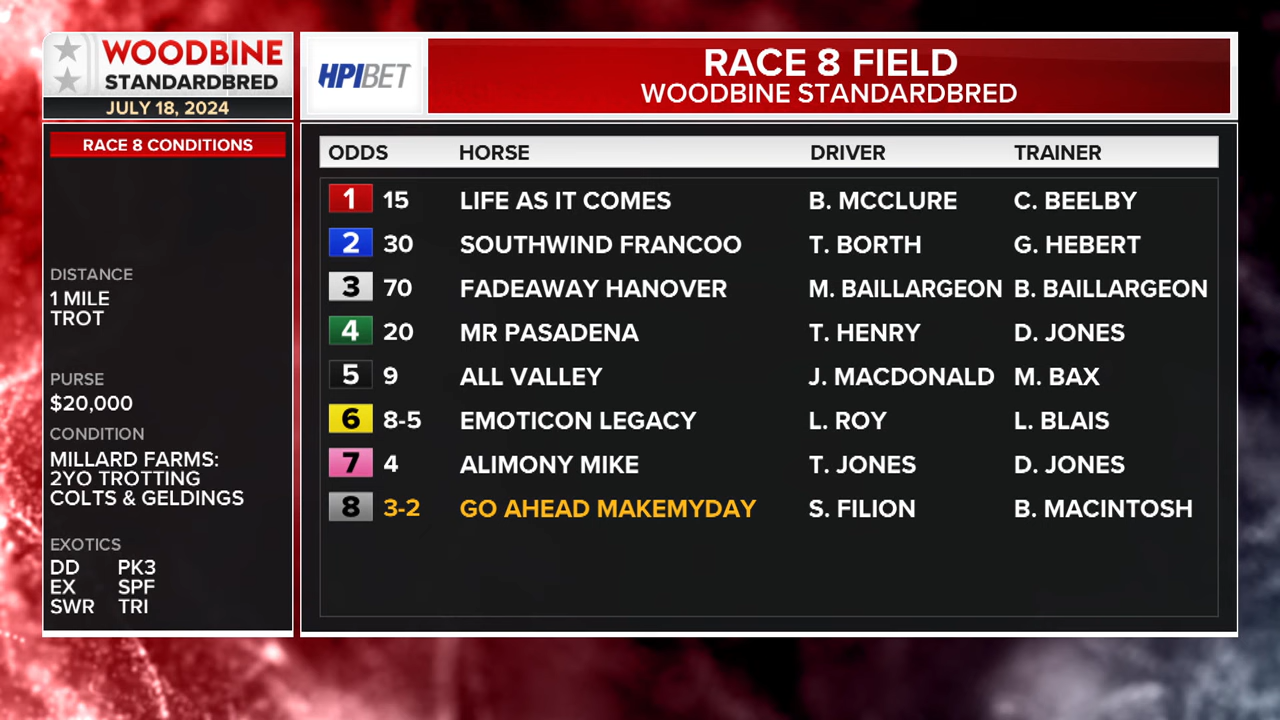 WOODBINE
STANDARDBRED
JULY 18, 2024
HPIBET
RACE 8 FIELD
WOODBINE STANDARDBRED
RACE 8 CONDITIONS
DISTANCE
1 MILE
TROT
PURSE
$20,000
CONDITION
MILLARD FARMS:
2YO TROTTING
COLTS & GELDINGS
EXOTICS
DD PK3
EX SPF
SWR TRI
ODDS HORSE DRIVER TRAINER
1 15 LIFE AS IT COMES B. MCCLURE C. BEELBY
2 30 SOUTHWIND FRANCOO T. BORTH G. HEBERT
3 70 FADEAWAY HANOVER M. BAILLARGEON B. BAILLARGEON
4 20 MR PASADENA T. HENRY D. JONES
5 9 ALL VALLEY J. MACDONALD M. BAX
6 8-5 EMOTICON LEGACY L. ROY L. BLAIS
7 4 ALIMONY MIKE T. JONES D. JONES
8 3-2 GO AHEAD MAKEMYDAY S. FILION B. MACINTOSH